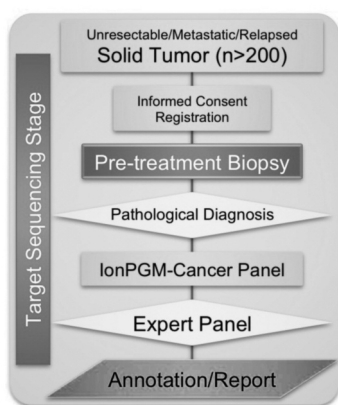 Target Sequencing Stage
Unresectable/Metastatic/Relapsed
Solid Tumor (n>200)
Informed Consent
Registration
Pre-treatment Biopsy
Pathological Diagnosis
IonPGM-Cancer Panel
Expert Panel
Annotation/Report